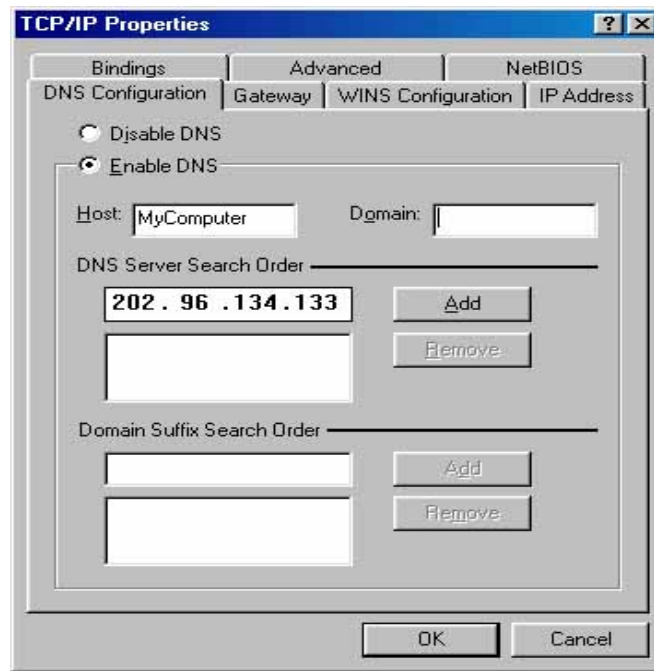 TCP/IP Properties
Bindings Advanced NetBIOS
DNS Configuration Gateway WINS Configuration IP Address
Disable DNS
Enable DNS
Host: MyComputer Domain:
DNS Server Search Order
202 . 96 .134.133 Add
Remove
Domain Suffix Search Order
Add
Remove
OK Cancel